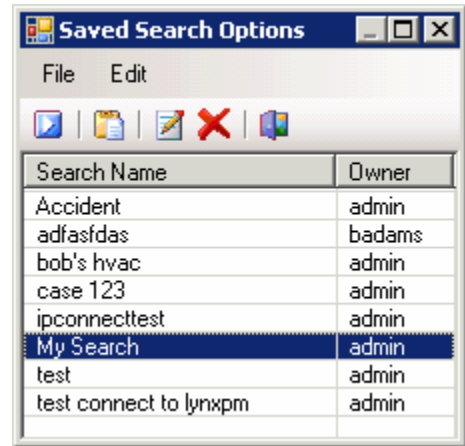 Saved Search Options
File Edit
Search Name Owner
Accident admin
adfasfdas badams
bob's hvac admin
case 123 admin
ipconnecttest admin
My Search admin
test admin
test connect to lynxpm admin